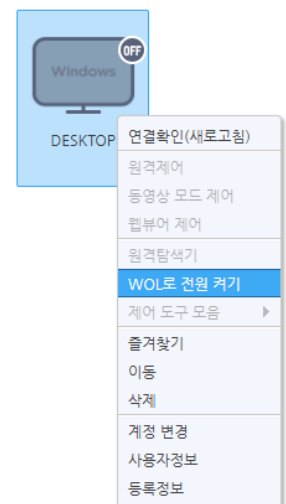 OFF
Windows
DESKTOP
연결확인(새로고침)
원격제어
동영상 모드 제어
웹뷰어 제어
원격탐색기
WOL로 전원 켜기
제어 도구 모음
즐겨찾기
이동
삭제
계정 변경
사용자정보
등록정보